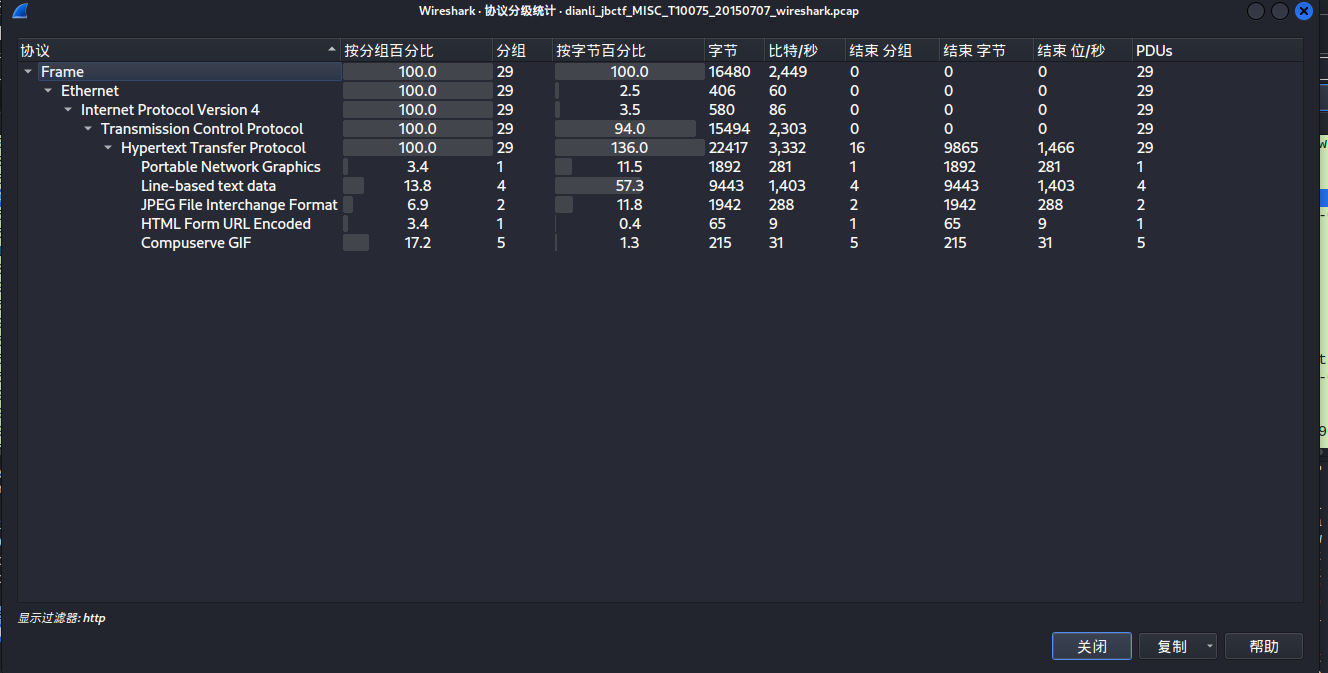 Wireshark · 协议分级统计 · dianli_jbctf_MISC_T10075_20150707_wireshark.pcap
协议 按分组百分比 分组 按字节百分比 字节 比特/秒 结束 分组 结束 字节 结束 位/秒 PDUs
Frame 100.0 29 100.0 16480 2,449 0 0 0 29
Ethernet 100.0 29 2.5 406 60 0 0 0 29
Internet Protocol Version 4 100.0 29 3.5 580 86 0 0 0 29
Transmission Control Protocol 100.0 29 94.0 15494 2,303 0 0 0 29
Hypertext Transfer Protocol 100.0 29 136.0 22417 3,332 16 9865 1,466 29
Portable Network Graphics 3.4 1 11.5 1892 281 1 1892 281 1
Line-based text data 13.8 4 57.3 9443 1,403 4 9443 1,403 4
JPEG File Interchange Format 6.9 2 11.8 1942 288 2 1942 288 2
HTML Form URL Encoded 3.4 1 0.4 65 9 1 65 9 1
Compuserve GIF 17.2 5 1.3 215 31 5 215 31 5
显示过滤器: http
关闭 复制 帮助